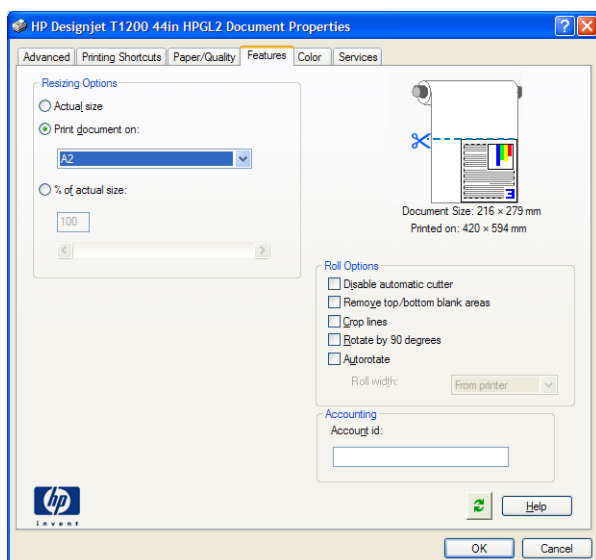 HP Designjet T1200 44in HPGL2 Document Properties
Advanced Printing Shortcuts Paper/Quality Features Color Services
Resizing Options
Actual size
Print document on:
A2
% of actual size:
100
3
Document Size: 216 × 279 mm
Printed on: 420 × 594 mm
Roll Options
Disable automatic cutter
Remove top/bottom blank areas
Crop lines
Rotate by 90 degrees
Autorotate
Roll width: From printer
Accounting
Account id:
hp
invent
Help
OK Cancel